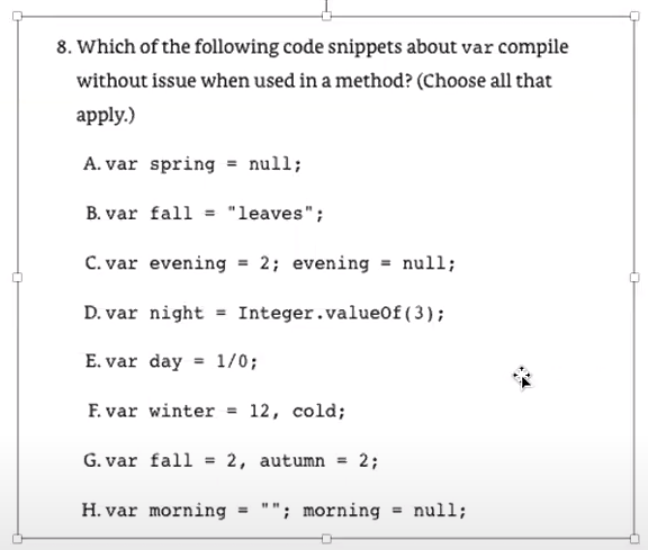 8. Which of the following code snippets about var compile
without issue when used in a method? (Choose all that
apply.)
A. var spring = null;
B. var fall = "leaves";
C. var evening = 2; evening = null;
D. var night = Integer.valueOf(3);
E. var day = 1/0;
F. var winter = 12, cold;
G. var fall = 2, autumn = 2;
H. var morning = ""; morning = null;